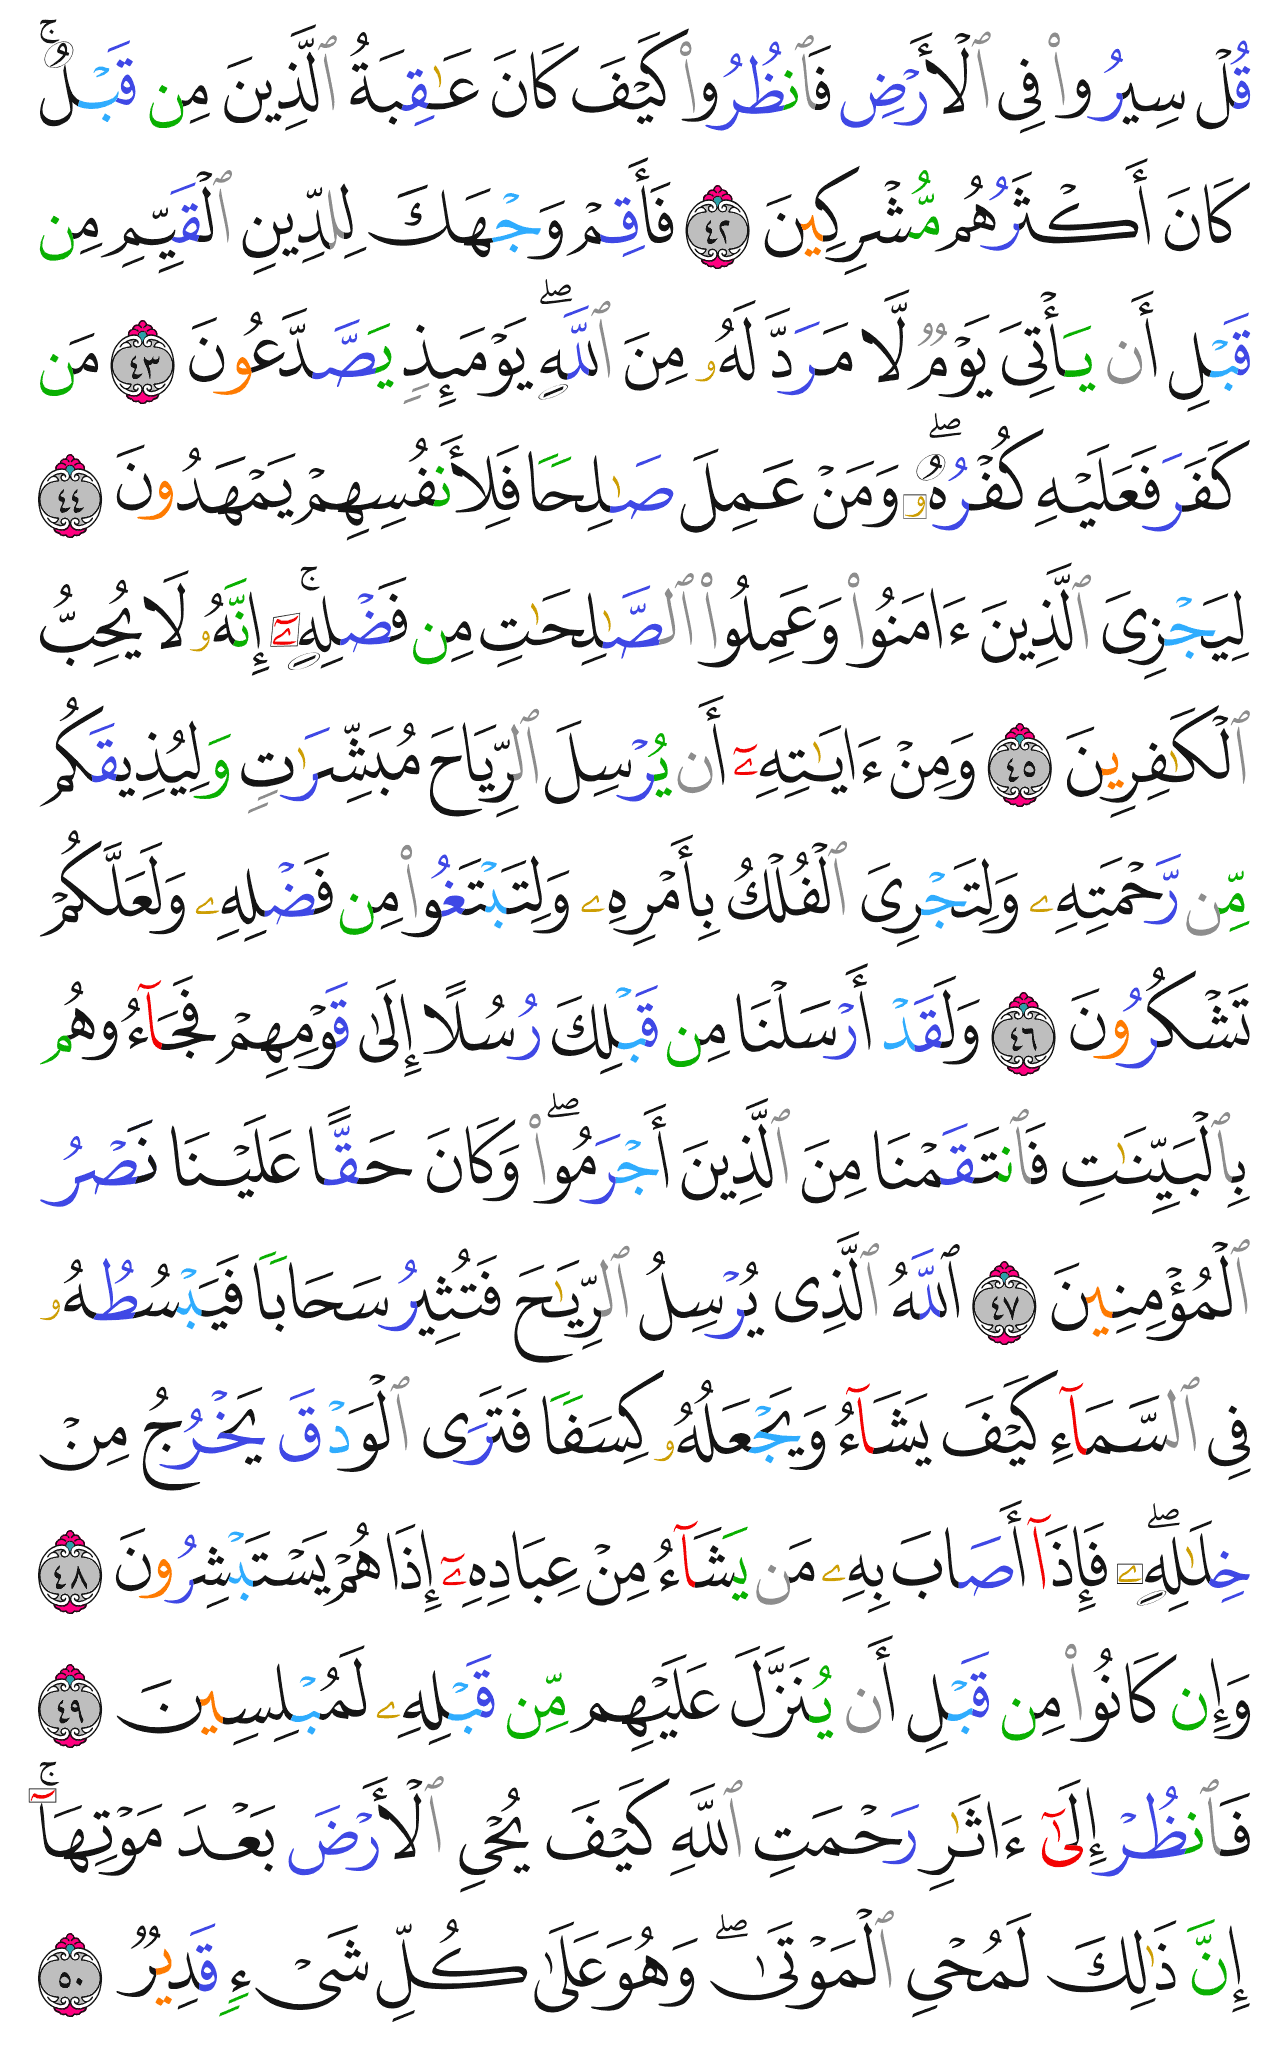 قُلۡ سِيرُواْ فِى ٱلۡأَرۡضِ فَٱنظُرُواْ كَيۡفَ كَانَ عَٰقِبَةُ ٱلَّذِينَ مِن قَبۡلُۚ
كَانَ أَكۡثَرُهُم مُّشۡرِكِينَ ٤٢ فَأَقِمۡ وَجۡهَكَ لِلدِّينِ ٱلۡقَيِّمِ مِن
قَبۡلِ أَن يَأۡتِىَ يَوۡمٌ لَّا مَرَدَّ لَهُۥ مِنَ ٱللَّهِۖ يَوۡمَئِذٍ يَصَّدَّعُونَ ٤٣ مَن
كَفَرَ فَعَلَيۡهِ كُفۡرُهُۥۖ وَمَنۡ عَمِلَ صَٰلِحًا فَلِأَنفُسِهِمۡ يَمۡهَدُونَ ٤٤
لِيَجۡزِىَ ٱلَّذِينَ ءَامَنُواْ وَعَمِلُواْ ٱلصَّٰلِحَٰتِ مِن فَضۡلِهِۦٓۚ إِنَّهُۥ لَا يُحِبُّ
ٱلۡكَٰفِرِينَ ٤٥ وَمِنۡ ءَايَٰتِهِۦٓ أَن يُرۡسِلَ ٱلرِّيَاحَ مُبَشِّرَٰتٍ وَلِيُذِيقَكُم
مِّن رَّحۡمَتِهِۦ وَلِتَجۡرِىَ ٱلۡفُلۡكُ بِأَمۡرِهِۦ وَلِتَبۡتَغُواْ مِن فَضۡلِهِۦ وَلَعَلَّكُمۡ
تَشۡكُرُونَ ٤٦ وَلَقَدۡ أَرۡسَلۡنَا مِن قَبۡلِكَ رُسُلًا إِلَىٰ قَوۡمِهِمۡ فَجَآءُوهُم
بِٱلۡبَيِّنَٰتِ فَٱنتَقَمۡنَا مِنَ ٱلَّذِينَ أَجۡرَمُواْۖ وَكَانَ حَقًّا عَلَيۡنَا نَصۡرُ
ٱلۡمُؤۡمِنِينَ ٤٧ ٱللَّهُ ٱلَّذِى يُرۡسِلُ ٱلرِّيَٰحَ فَتُثِيرُ سَحَابًا فَيَبۡسُطُهُۥ
فِى ٱلسَّمَآءِ كَيۡفَ يَشَآءُ وَيَجۡعَلُهُۥ كِسَفًا فَتَرَى ٱلۡوَدۡقَ يَخۡرُجُ مِنۡ
خِلَٰلِهِۦۖ فَإِذَآ أَصَابَ بِهِۦ مَن يَشَآءُ مِنۡ عِبَادِهِۦٓ إِذَا هُمۡ يَسۡتَبۡشِرُونَ ٤٨
وَإِن كَانُواْ مِن قَبۡلِ أَن يُنَزَّلَ عَلَيۡهِم مِّن قَبۡلِهِۦ لَمُبۡلِسِينَ ٤٩
فَٱنظُرۡ إِلَىٰٓ ءَاثَٰرِ رَحۡمَتِ ٱللَّهِ كَيۡفَ يُحۡىِ ٱلۡأَرۡضَ بَعۡدَ مَوۡتِهَآۚ
إِنَّ ذَٰلِكَ لَمُحۡىِ ٱلۡمَوۡتَىٰۖ وَهُوَ عَلَىٰ كُلِّ شَىۡءٍ قَدِيرٌ ٥٠